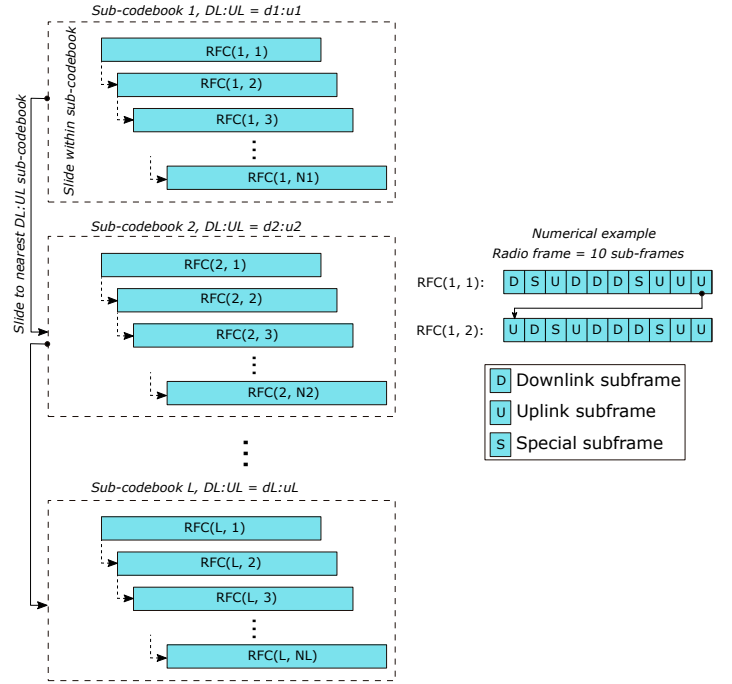 Sub-codebook 1, DL:UL = d1:u1
Slide to nearest DL:UL sub-codebook
Slide within sub-codebook
RFC(1, 1)
RFC(1, 2)
RFC(1, 3)
...
RFC(1, N1)
Sub-codebook 2, DL:UL = d2:u2
RFC(2, 1)
RFC(2, 2)
RFC(2, 3)
...
RFC(2, N2)
...
Sub-codebook L, DL:UL = dL:uL
RFC(L, 1)
RFC(L, 2)
RFC(L, 3)
...
RFC(L, NL)
Numerical example
Radio frame = 10 sub-frames
RFC(1, 1): D S U D D D S U U U
RFC(1, 2): U D S U D D D S U U
D Downlink subframe
U Uplink subframe
S Special subframe